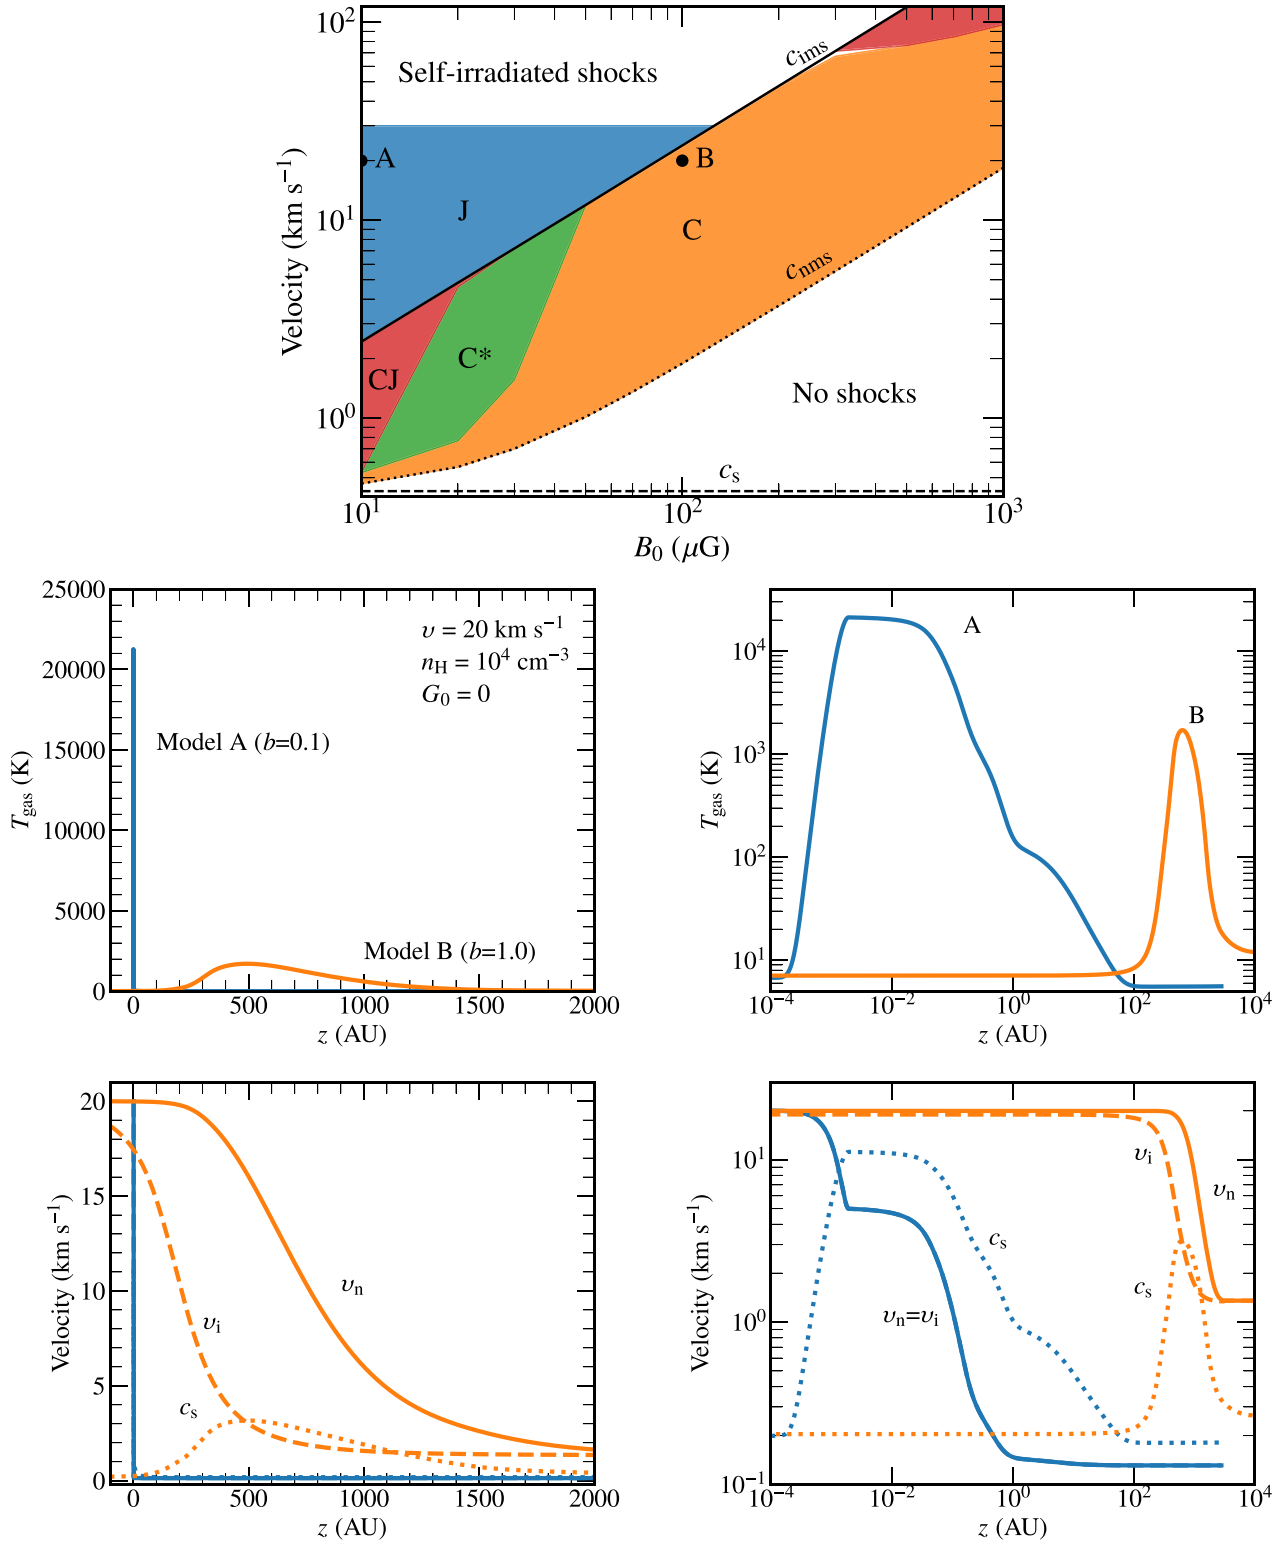 10²
10¹
10⁰
Velocity (km s⁻¹)
Self-irradiated shocks
c_ims
A
B
J
C
c_nms
C*
CJ
No shocks
c_s
10¹
10²
10³
B₀ (μG)
25000
20000
15000
10000
5000
0
T_gas (K)
υ = 20 km s⁻¹
n_H = 10⁴ cm⁻³
G₀ = 0
Model A (b=0.1)
Model B (b=1.0)
0
500
1000
1500
2000
z (AU)
10⁴
10³
10²
10¹
T_gas (K)
A
B
10⁻⁴
10⁻²
10⁰
10²
10⁴
z (AU)
20
15
10
5
0
Velocity (km s⁻¹)
υ_n
υ_i
c_s
0
500
1000
1500
2000
z (AU)
10¹
10⁰
10⁻¹
Velocity (km s⁻¹)
υ_i
υ_n
c_s
c_s
υ_n=υ_i
10⁻⁴
10⁻²
10⁰
10²
10⁴
z (AU)